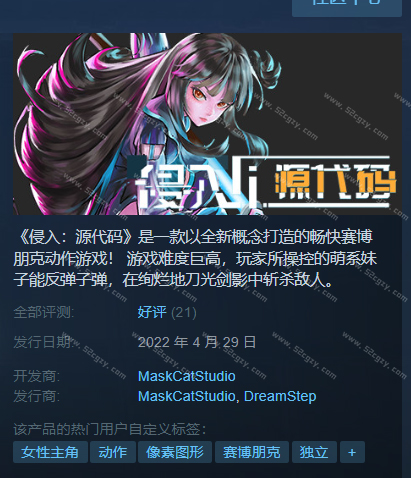 侵入 源代码
《侵入：源代码》是一款以全新概念打造的畅快赛博
朋克动作游戏！ 游戏难度巨高，玩家所操控的萌系妹
子能反弹子弹，在绚烂地刀光剑影中斩杀敌人。
全部评测: 好评 (21)
发行日期: 2022 年 4 月 29 日
开发商: MaskCatStudio
发行商: MaskCatStudio, DreamStep
该产品的热门用户自定义标签：
女性主角 动作 像素图形 赛博朋克 独立 +
www.52cgzy.com